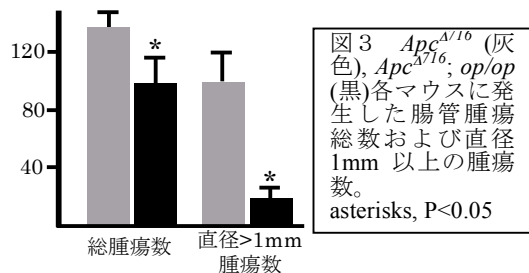 120
80
40
*
*
総腫瘍数
直径>1mm
腫瘍数
図3 Apc^Δ/16 (灰
色), Apc^Δ716; op/op
(黒)各マウスに発
生した腸管腫瘍
総数および直径
1mm 以上の腫瘍
数。
asterisks, P<0.05